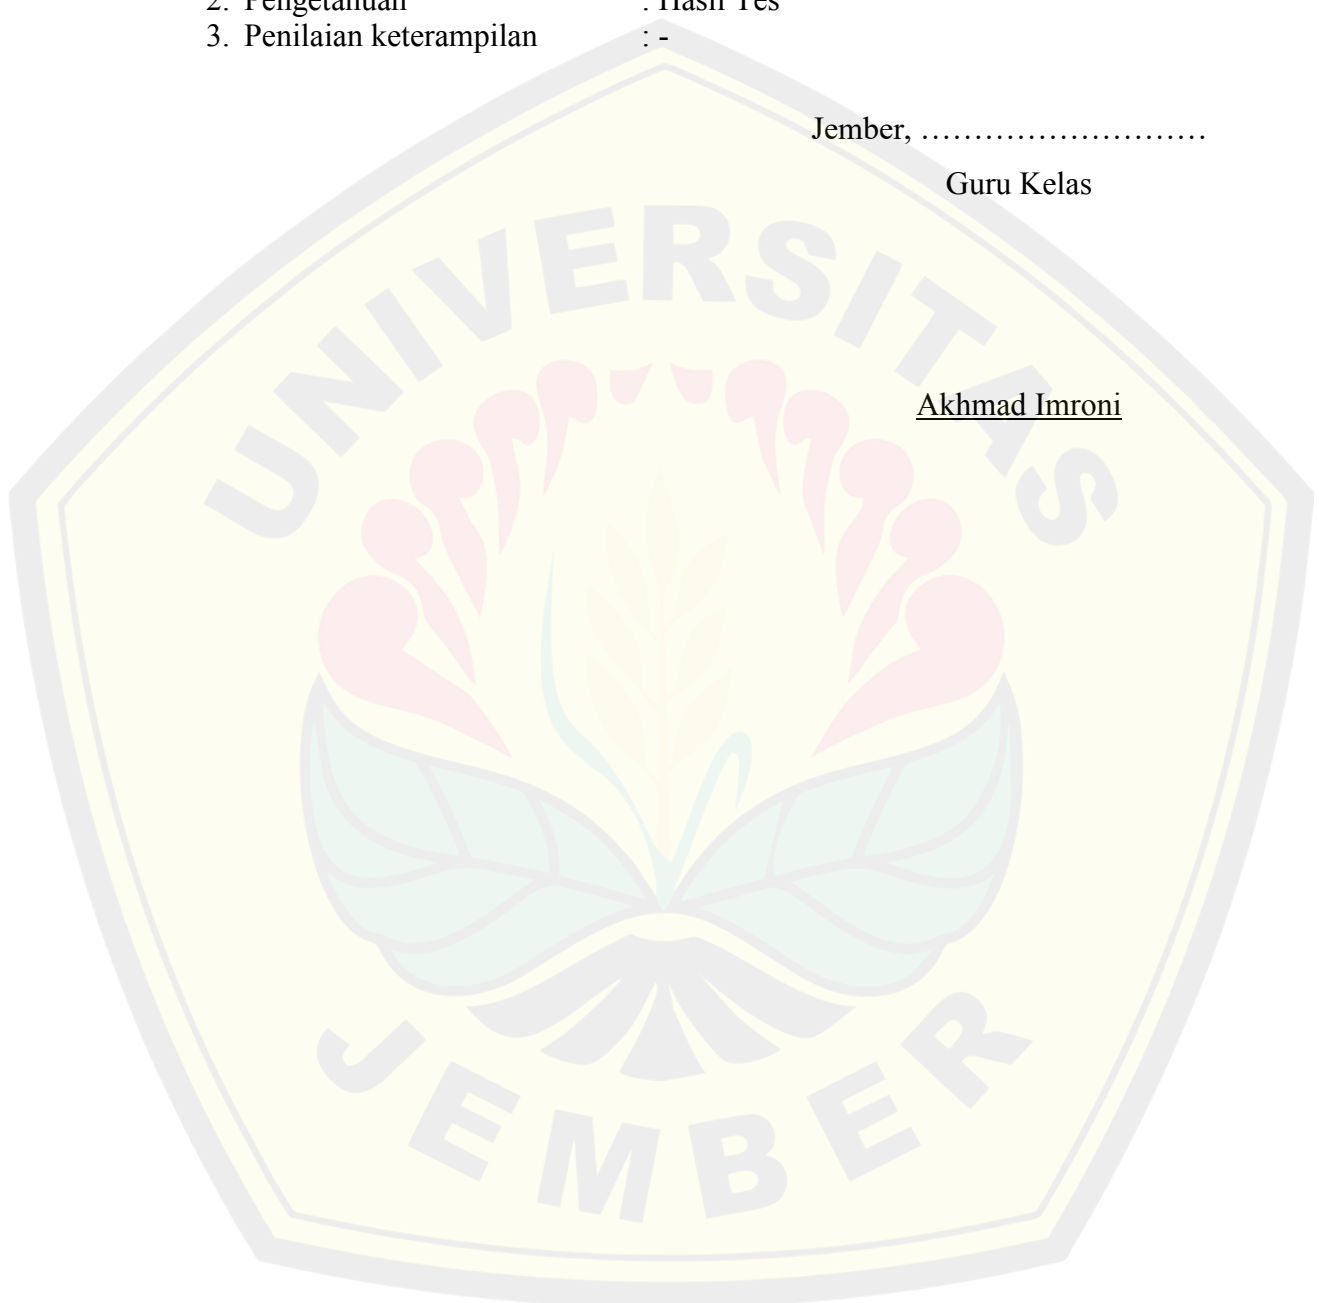 2. Pengetahuan : Hasil Tes
3. Penilaian keterampilan : -
Jember, ………………………
Guru Kelas
UNIVERSITAS
Akhmad Imroni
JEMBER